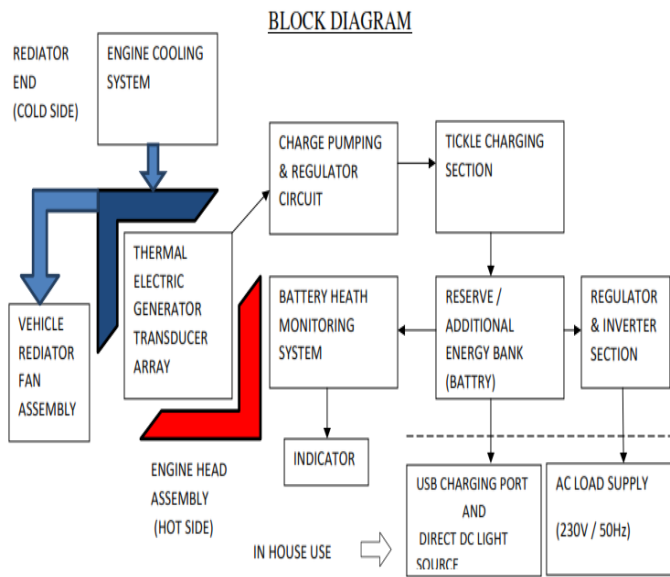 BLOCK DIAGRAM
REDIATOR
END
(COLD SIDE)
ENGINE COOLING
SYSTEM
CHARGE PUMPING
& REGULATOR
CIRCUIT
TICKLE CHARGING
SECTION
THERMAL
ELECTRIC
GENERATOR
TRANSDUCER
ARRAY
VEHICLE
REDIATOR
FAN
ASSEMBLY
BATTERY HEATH
MONITORING
SYSTEM
RESERVE /
ADDITIONAL
ENERGY BANK
(BATTRY)
REGULATOR
& INVERTER
SECTION
ENGINE HEAD
ASSEMBLY
(HOT SIDE)
INDICATOR
USB CHARGING PORT
AND
DIRECT DC LIGHT
SOURCE
AC LOAD SUPPLY
(230V / 50Hz)
IN HOUSE USE